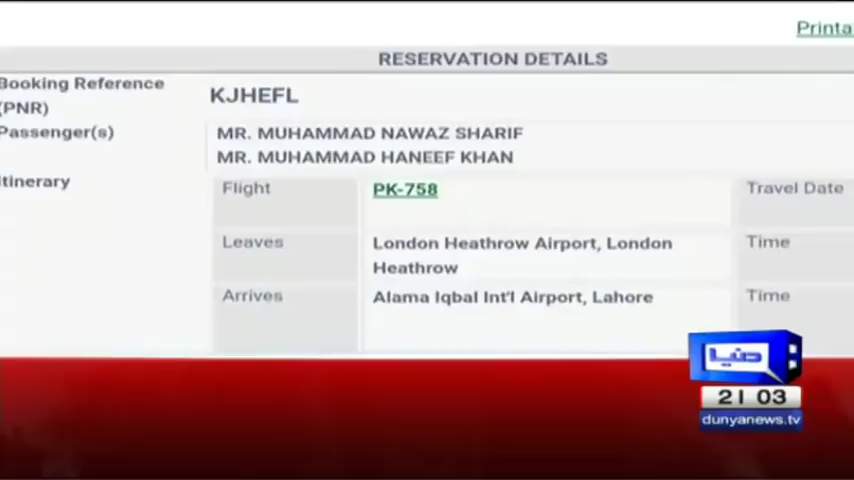 Printa
RESERVATION DETAILS
Booking Reference
(PNR)
KJHEFL
Passenger(s)
MR. MUHAMMAD NAWAZ SHARIF
MR. MUHAMMAD HANEEF KHAN
Itinerary
Flight
PK-758
Travel Date
Leaves
London Heathrow Airport, London
Heathrow
Time
Arrives
Alama Iqbal Int'l Airport, Lahore
Time
دنیا
21 03
dunyanews.tv